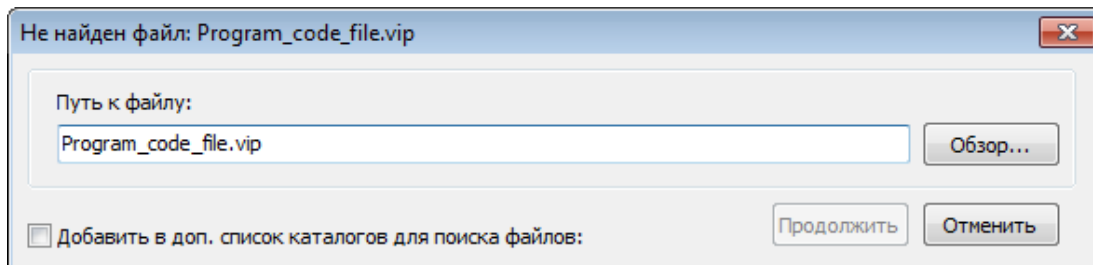 Не найден файл: Program_code_file.vip
Путь к файлу:
Program_code_file.vip
Обзор...
Продолжить
Отменить
Добавить в доп. список каталогов для поиска файлов: